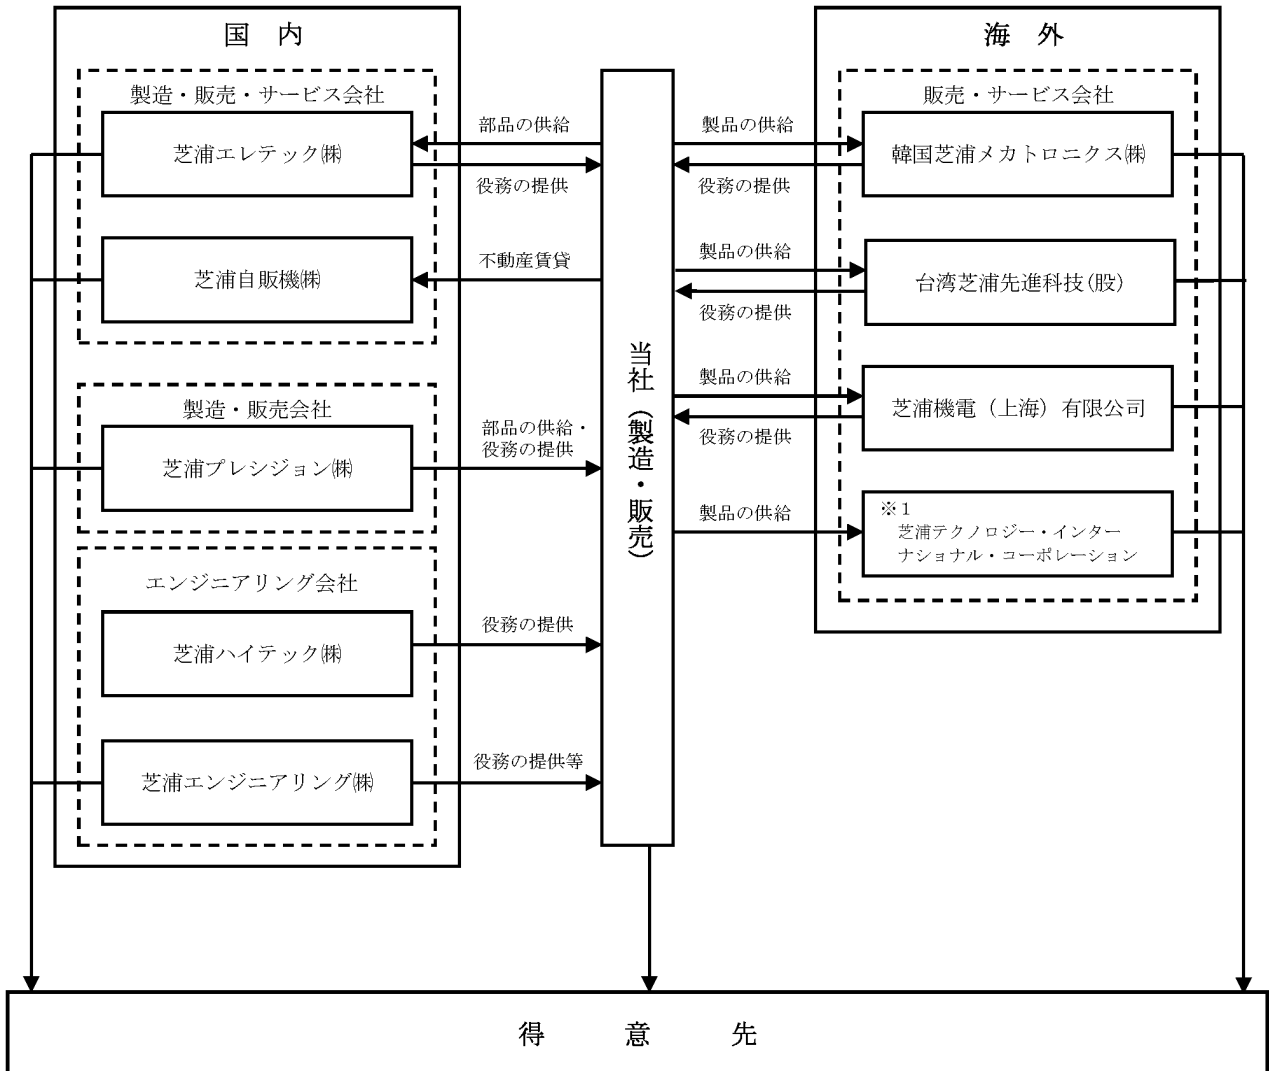 国 内
製造・販売・サービス会社
芝浦エレテック㈱
芝浦自販機㈱
製造・販売会社
芝浦プレシジョン㈱
エンジニアリング会社
芝浦ハイテック㈱
芝浦エンジニアリング㈱
部品の供給
役務の提供
不動産賃貸
部品の供給・
役務の提供
役務の提供
役務の提供等
当社(製造・販売)
製品の供給
役務の提供
製品の供給
役務の提供
製品の供給
役務の提供
製品の供給
海 外
販売・サービス会社
韓国芝浦メカトロニクス㈱
台湾芝浦先進科技(股)
芝浦機電(上海)有限公司
※1
芝浦テクノロジー・インター
ナショナル・コーポレーション
得 意 先